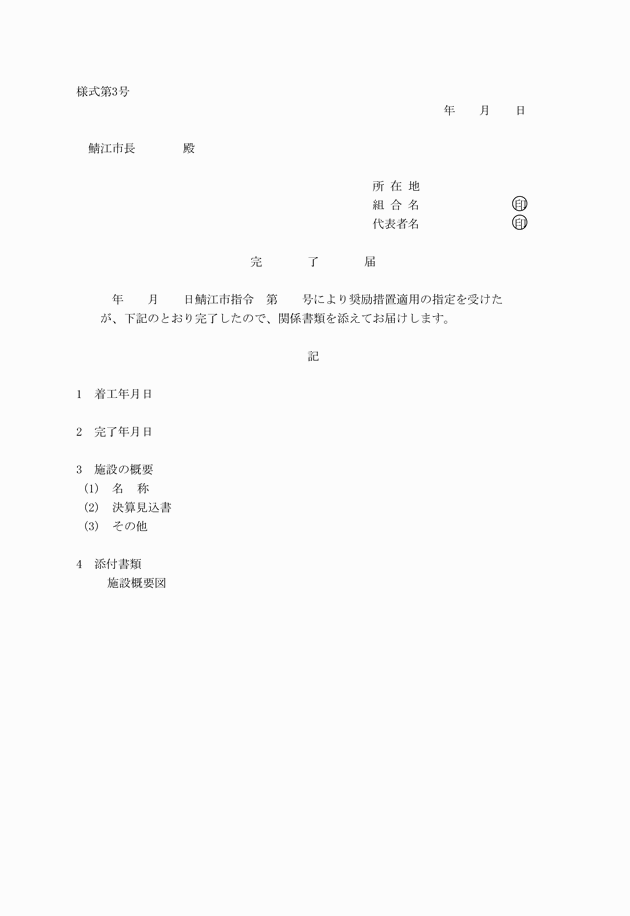 様式第3号
年　　月　　日
鯖江市長　　　　殿
所 在 地
組 合 名　　　　　　　　㊞
代表者名　　　　　　　　㊞
完　　　　了　　　　届
年　　月　　日鯖江市指令　第　　号により奨励措置適用の指定を受けた
が、下記のとおり完了したので、関係書類を添えてお届けします。
記
1　着工年月日
2　完了年月日
3　施設の概要
(1)　名　称
(2)　決算見込書
(3)　その他
4　添付書類
施設概要図